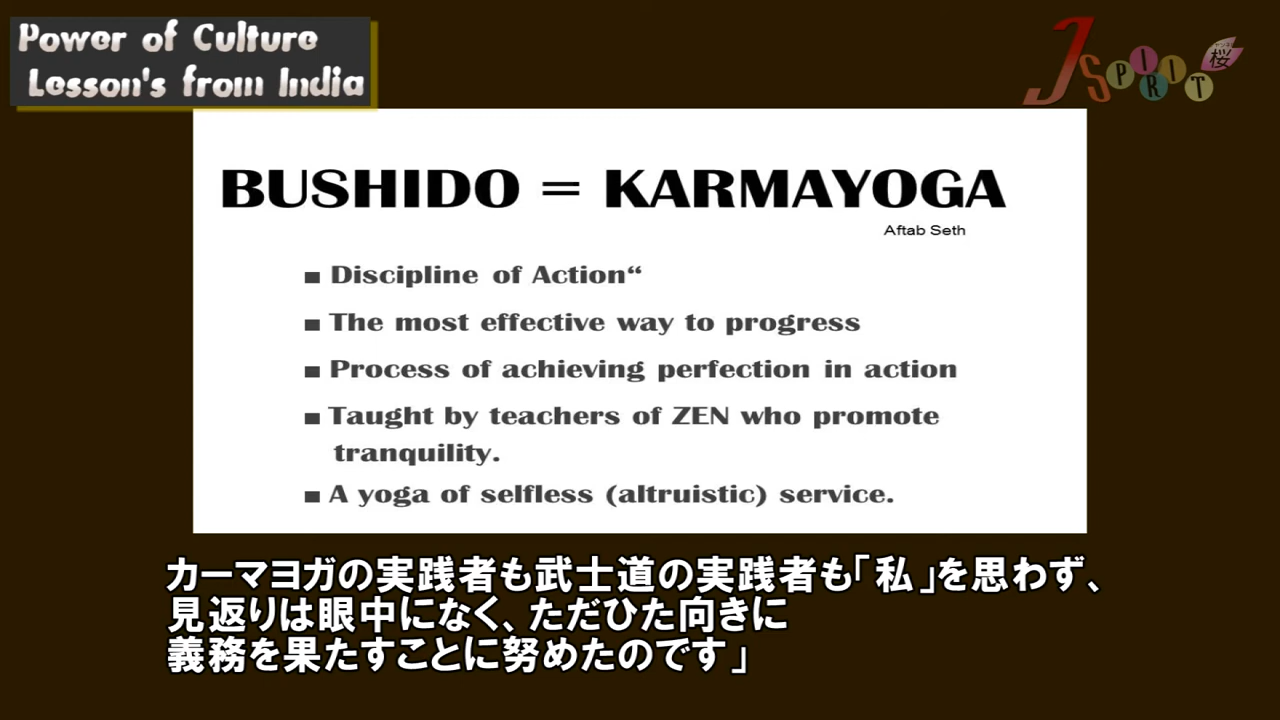 Power of Culture
Lesson's from India
J SPIRIT 桜
BUSHIDO = KARMAYOGA
Aftab Seth
■ Discipline of Action“
■ The most effective way to progress
■ Process of achieving perfection in action
■ Taught by teachers of ZEN who promote
tranquility.
■ A yoga of selfless (altruistic) service.
カーマヨガの実践者も武士道の実践者も「私」を思わず、
見返りは眼中になく、ただひた向きに
義務を果たすことに努めたのです」